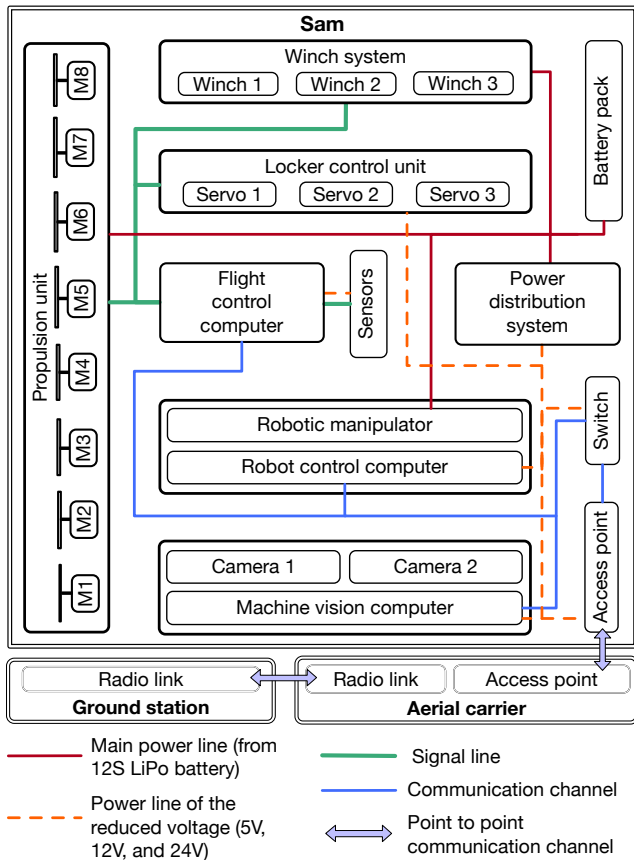 Sam
Winch system
Winch 1
Winch 2
Winch 3
Battery pack
Propulsion unit
M8
M7
M6
M5
M4
M3
M2
M1
Locker control unit
Servo 1
Servo 2
Servo 3
Flight
control
computer
Sensors
Power
distribution
system
Robotic manipulator
Robot control computer
Switch
Camera 1
Camera 2
Machine vision computer
Access point
Radio link
Ground station
Radio link
Access point
Aerial carrier
Main power line (from
12S LiPo battery)
Power line of the
reduced voltage (5V,
12V, and 24V)
Signal line
Communication channel
Point to point
communication channel